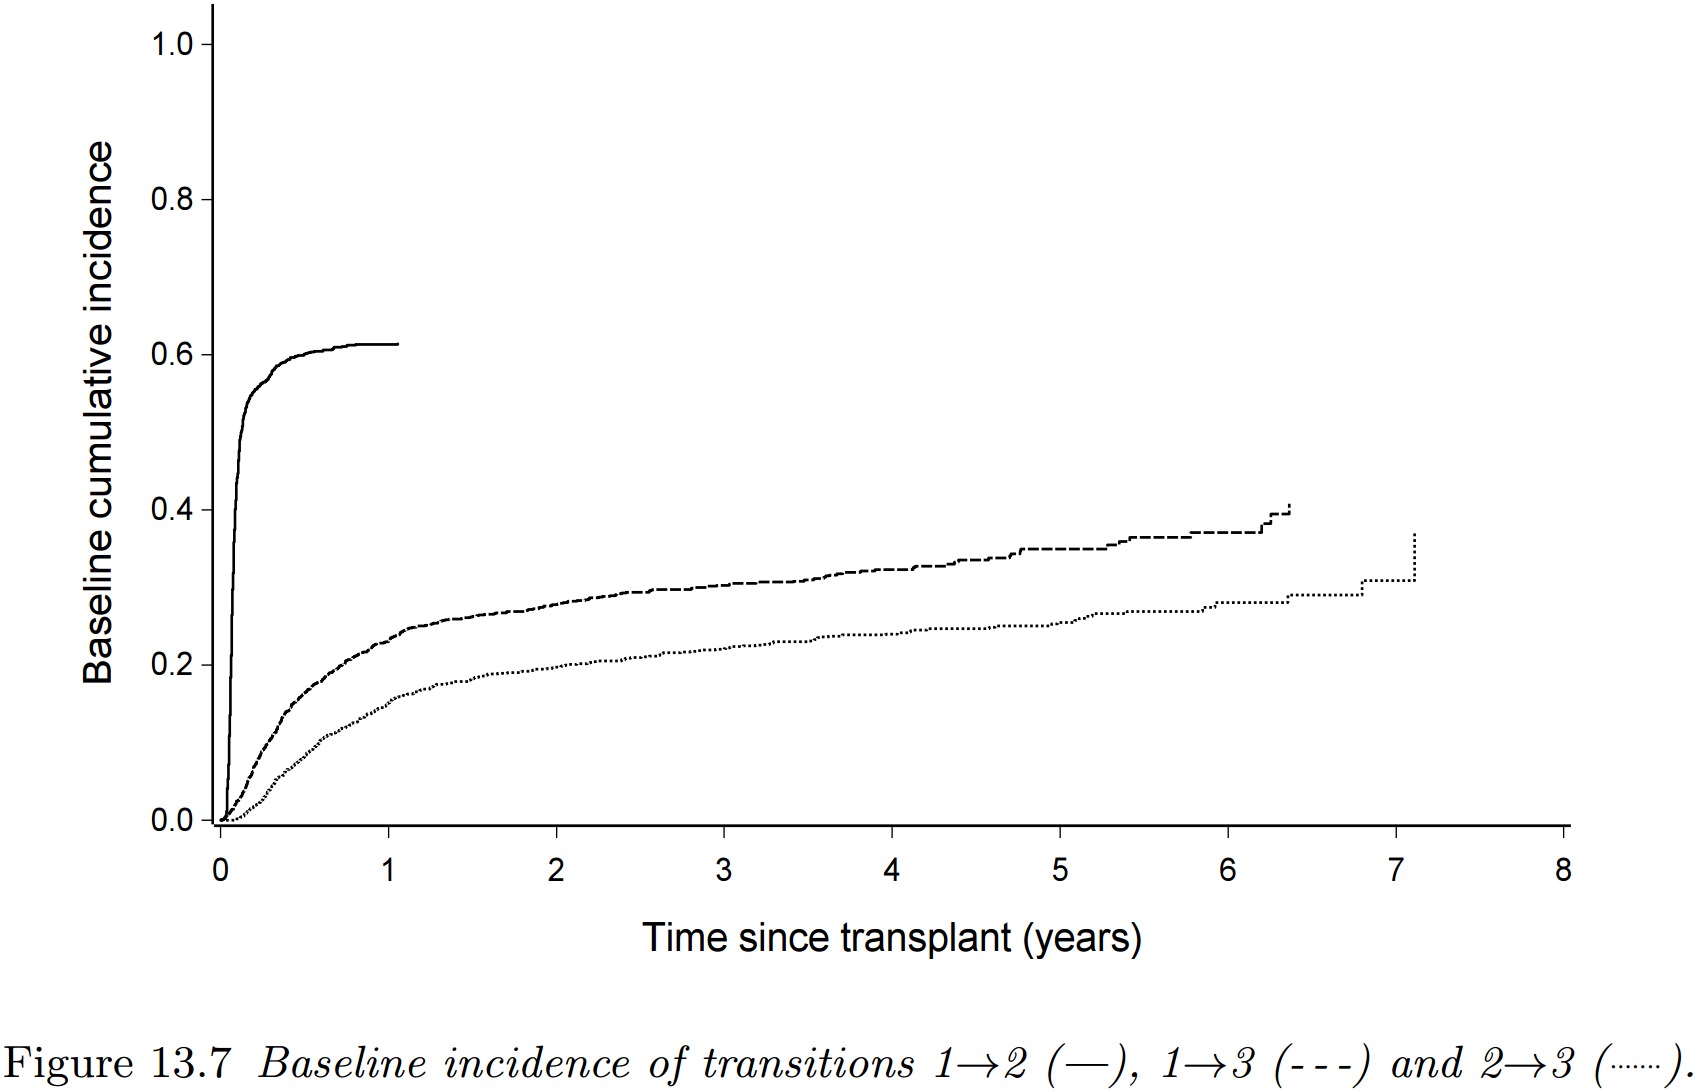 Baseline cumulative incidence
1.0
0.8
0.6
0.4
0.2
0.0
0 1 2 3 4 5 6 7 8
Time since transplant (years)
Figure 13.7 Baseline incidence of transitions 1→2 (—), 1→3 (- - -) and 2→3 (······).